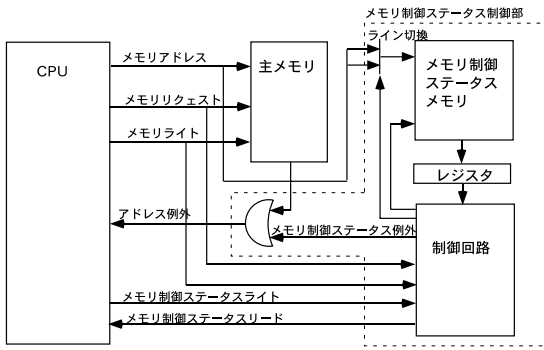 メモリ制御ステータス制御部
ライン切換
CPU
メモリアドレス
主メモリ
メモリ制御
ステータス
メモリ
メモリリクェスト
メモリライト
レジスタ
アドレス例外
メモリ制御ステータス例外
制御回路
メモリ制御ステータスライト
メモリ制御ステータスリード